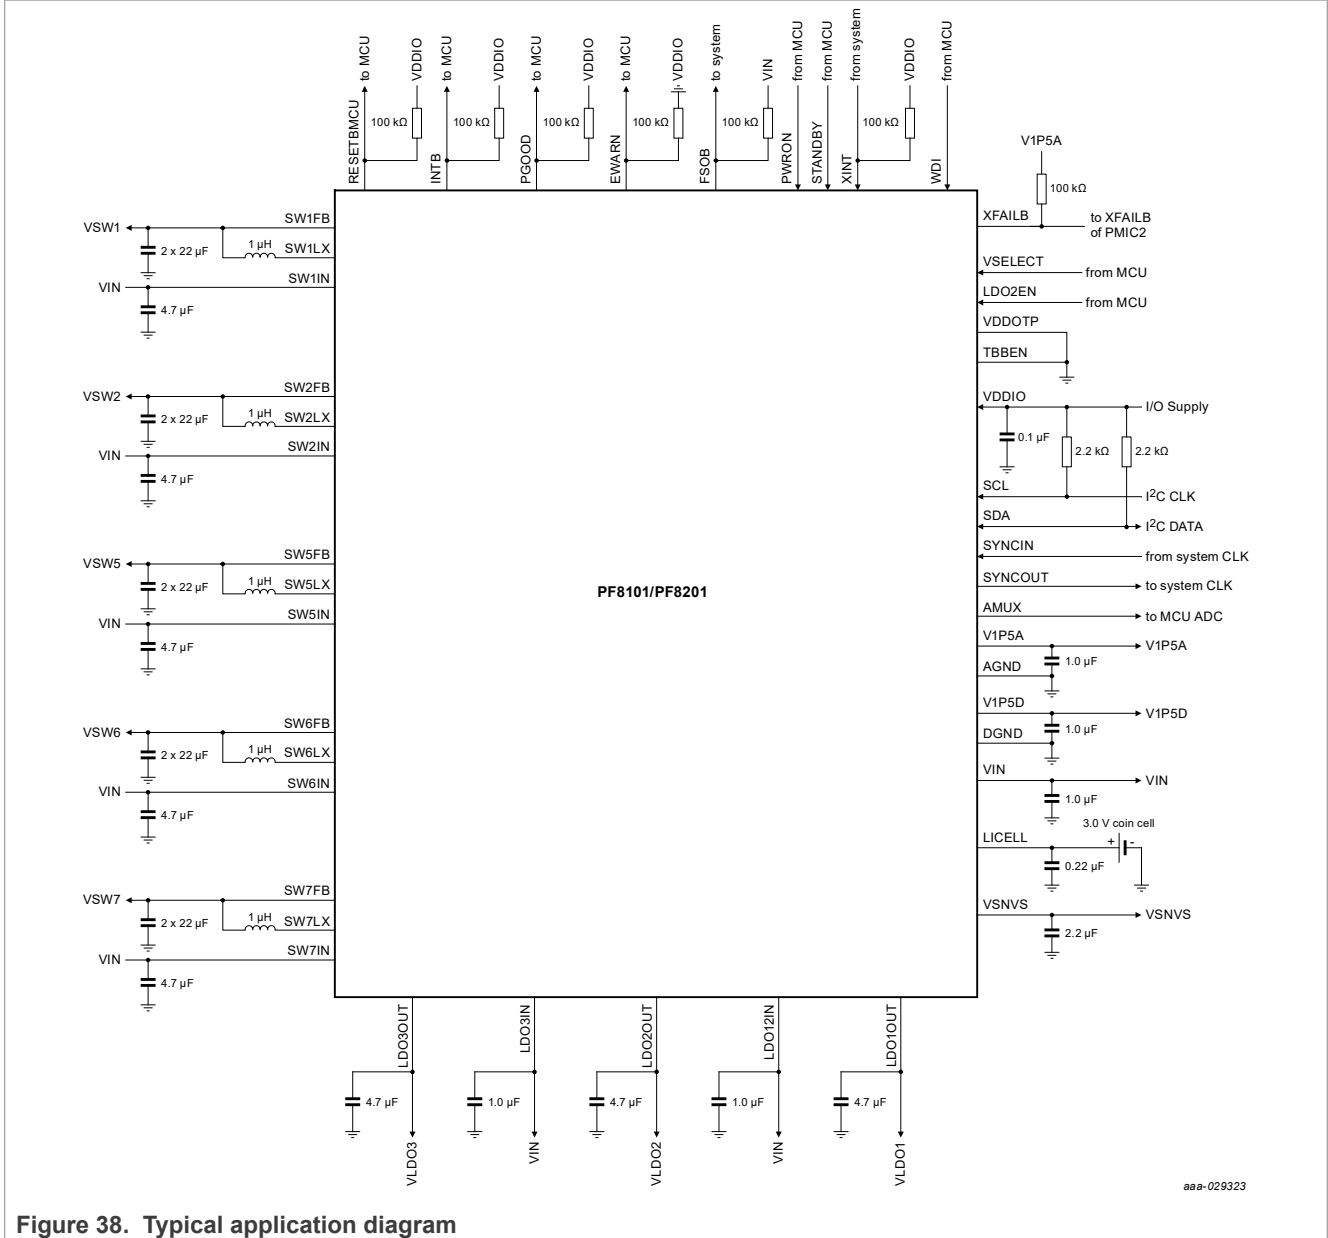 to MCU
VDDIO
to MCU
VDDIO
to MCU
VDDIO
to MCU
VDDIO
to system
VIN
from MCU
from MCU
from system
VDDIO
from MCU
100 kΩ
100 kΩ
100 kΩ
100 kΩ
100 kΩ
100 kΩ
RESETBMCU
INTB
PGOOD
EWARN
FSOB
PWRON
STANDBY
XINT
WDI
VSW1
SW1FB
2 x 22 µF
1 µH
SW1LX
VIN
SW1IN
4.7 µF
VSW2
SW2FB
2 x 22 µF
1 µH
SW2LX
VIN
SW2IN
4.7 µF
VSW5
SW5FB
2 x 22 µF
1 µH
SW5LX
VIN
SW5IN
4.7 µF
VSW6
SW6FB
2 x 22 µF
1 µH
SW6LX
VIN
SW6IN
4.7 µF
VSW7
SW7FB
2 x 22 µF
1 µH
SW7LX
VIN
SW7IN
4.7 µF
PF8101/PF8201
V1P5A
100 kΩ
XFAILB
to XFAILB
of PMIC2
VSELECT
from MCU
LDO2EN
from MCU
VDDOTP
TBBEN
VDDIO
I/O Supply
0.1 µF
2.2 kΩ
2.2 kΩ
SCL
I2C CLK
SDA
I2C DATA
SYNCIN
from system CLK
SYNCOUT
to system CLK
AMUX
to MCU ADC
V1P5A
V1P5A
1.0 µF
AGND
V1P5D
V1P5D
1.0 µF
DGND
VIN
VIN
1.0 µF
3.0 V coin cell
LICELL
+
-
0.22 µF
VSNVS
VSNVS
2.2 µF
LDO3OUT
LDO3IN
LDO2OUT
LDO12IN
LDO1OUT
4.7 µF
1.0 µF
4.7 µF
1.0 µF
4.7 µF
VLDO3
VIN
VLDO2
VIN
VLDO1
aaa-029323
Figure 38. Typical application diagram